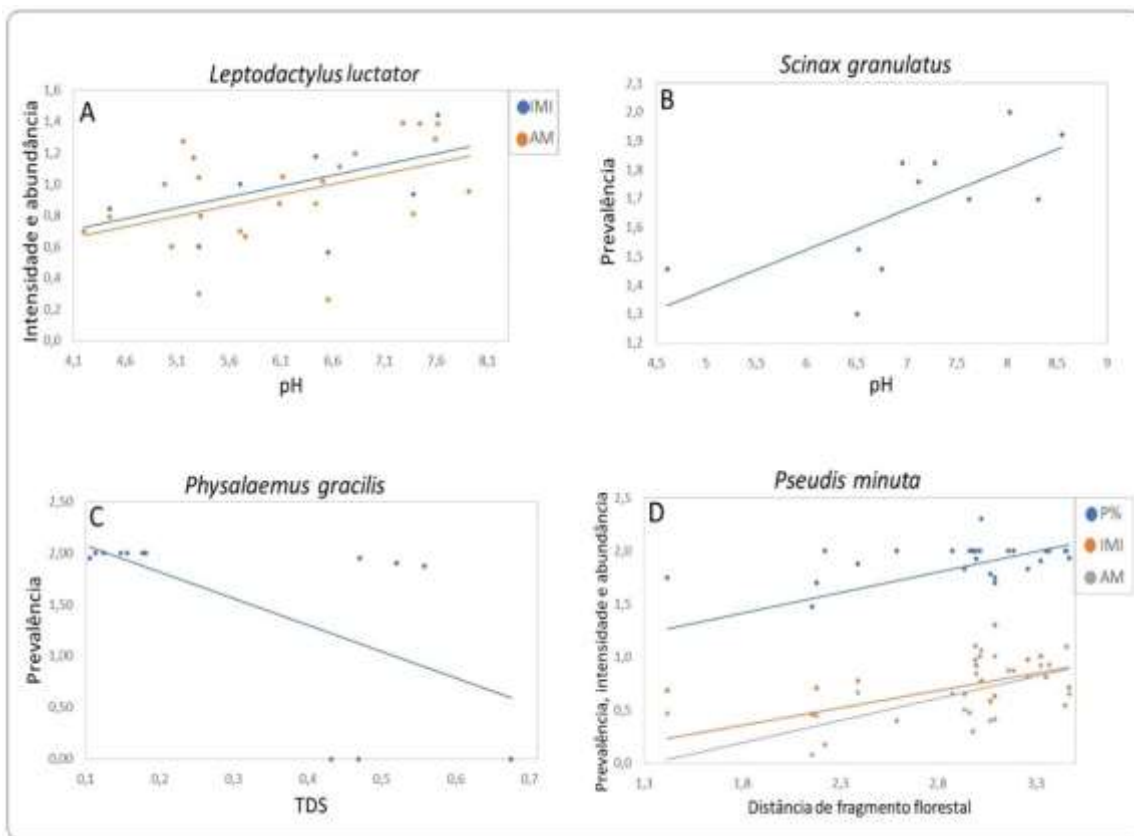 Leptodactylus luctator
A
IMI
AM
Intensidade e abundância
1,6
1,4
1,2
1,0
0,8
0,6
0,4
0,2
0,0
4,1 4,6 5,1 5,6 6,1 6,6 7,1 7,6 8,1
pH
Scinax granulatus
B
Prevalência
2,1
2,0
1,9
1,8
1,7
1,6
1,5
1,4
1,3
1,2
4,5 5 5,5 6 6,5 7 7,5 8 8,5 9
pH
Physalaemus gracilis
C
Prevalência
2,50
2,00
1,50
1,00
0,50
0,00
0,1 0,2 0,3 0,4 0,5 0,6 0,7
TDS
Pseudis minuta
D
P%
IMI
AM
Prevalência, intensidade e abundância
2,5
2,0
1,5
1,0
0,5
0,0
1,3 1,8 2,3 2,8 3,3
Distância de fragmento florestal